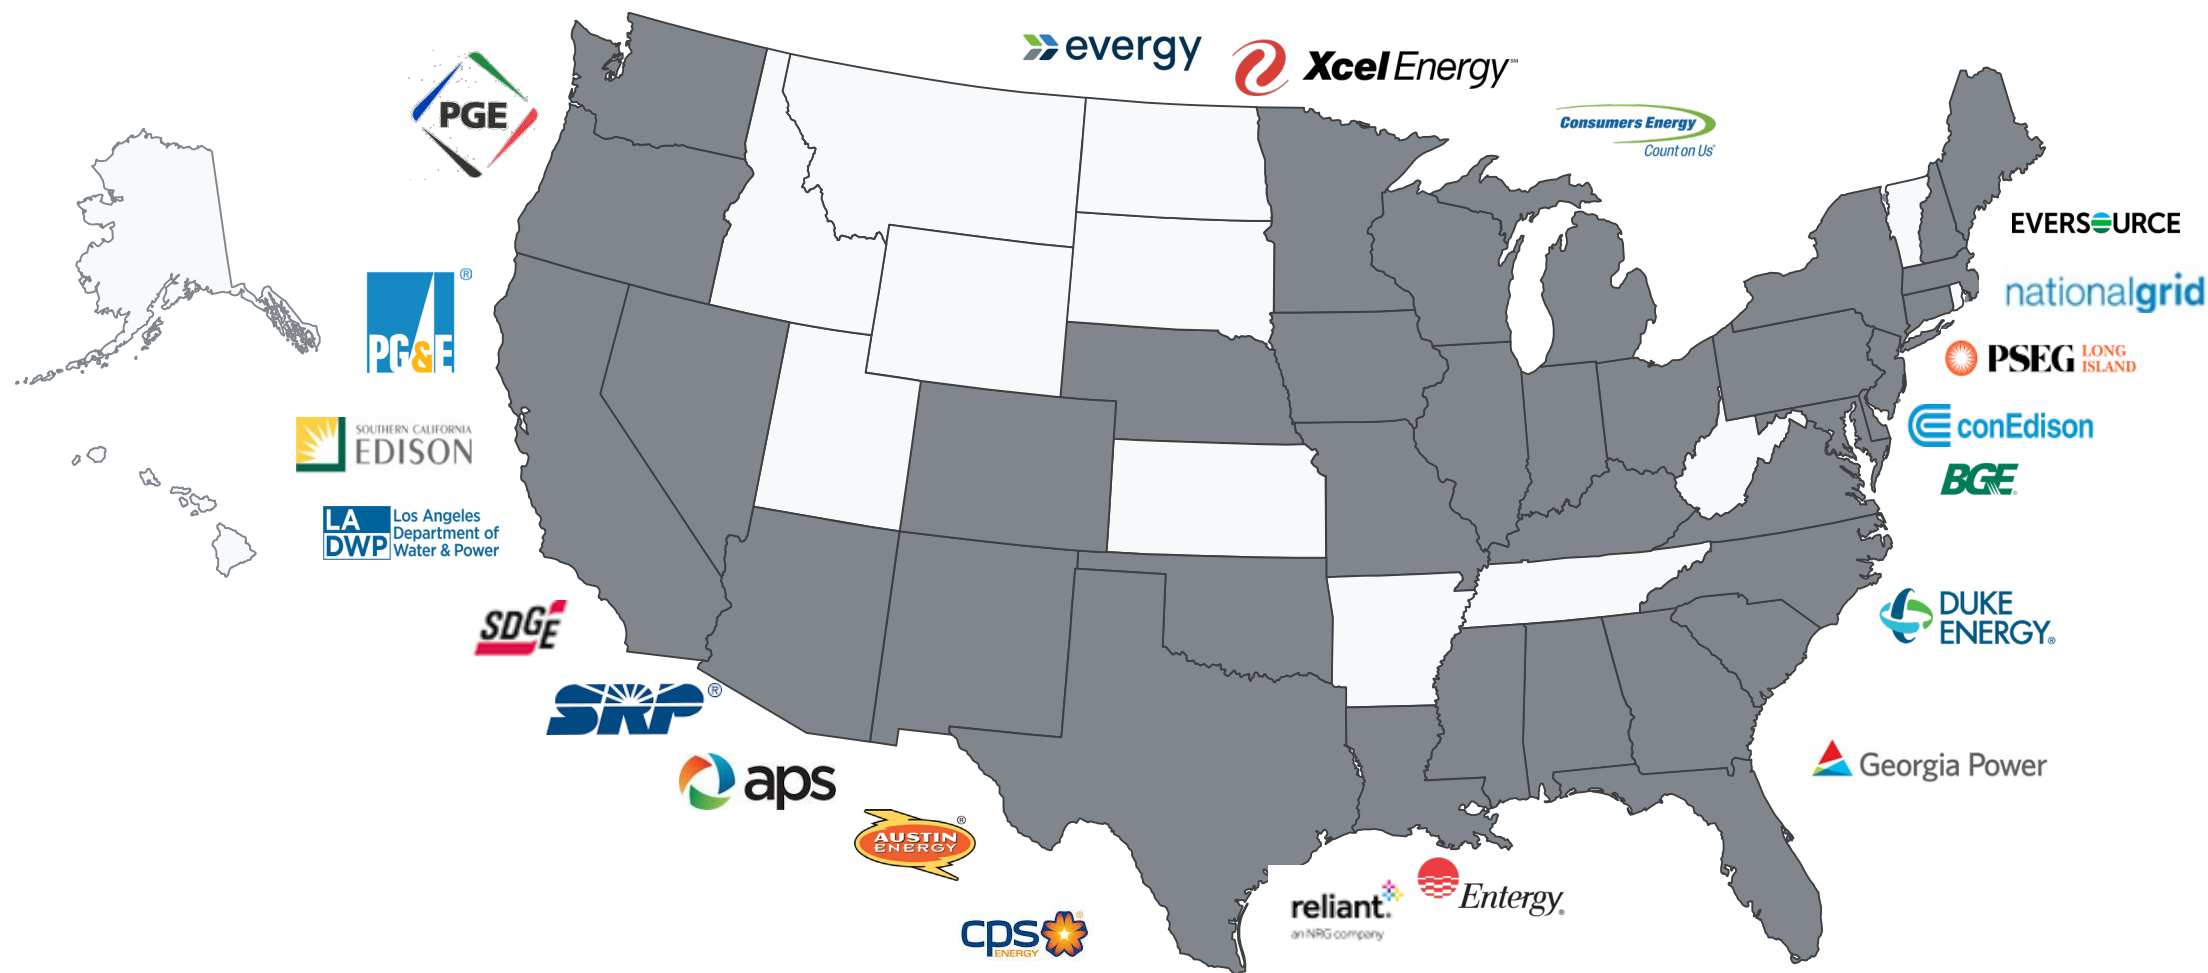 evergy
Xcel Energy℠
PGE
Consumers Energy
Count on Us®
EVERSOURCE
PG&E®
nationalgrid
PSEG LONG
ISLAND
SOUTHERN CALIFORNIA
EDISON
conEdison
BGE
LA
DWP
Los Angeles
Department of
Water & Power
SDGE
DUKE
ENERGY®
SRP®
aps
Georgia Power
AUSTIN
ENERGY®
reliant.
an NRG company
Entergy®
cps
ENERGY